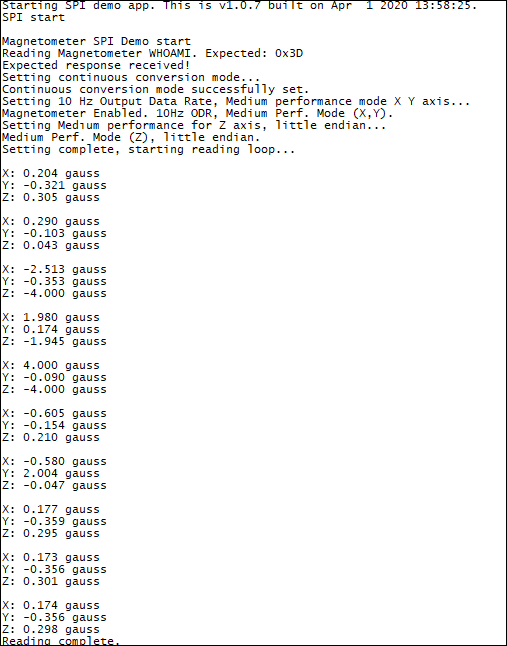 Starting SPI demo app. This is v1.0.7 built on Apr  1 2020 13:58:25.
SPI start
Magnetometer SPI Demo start
Reading Magnetometer WHOAMI. Expected: 0x3D
Expected response received!
Setting continuous conversion mode...
Continuous conversion mode successfully set.
Setting 10 Hz Output Data Rate, Medium performance mode X Y axis...
Magnetometer Enabled. 10Hz ODR, Medium Perf. Mode (X,Y).
Setting Medium performance for Z axis, little endian...
Medium Perf. Mode (Z), little endian.
Setting complete, starting reading loop...
X: 0.204 gauss
Y: -0.321 gauss
Z: 0.305 gauss
X: 0.290 gauss
Y: -0.103 gauss
Z: 0.043 gauss
X: -2.513 gauss
Y: -0.353 gauss
Z: -4.000 gauss
X: 1.980 gauss
Y: 0.174 gauss
Z: -1.945 gauss
X: 4.000 gauss
Y: -0.090 gauss
Z: -4.000 gauss
X: -0.605 gauss
Y: -0.154 gauss
Z: 0.210 gauss
X: -0.580 gauss
Y: 2.004 gauss
Z: -0.047 gauss
X: 0.177 gauss
Y: -0.359 gauss
Z: 0.295 gauss
X: 0.173 gauss
Y: -0.356 gauss
Z: 0.301 gauss
X: 0.174 gauss
Y: -0.356 gauss
Z: 0.298 gauss
Reading complete.